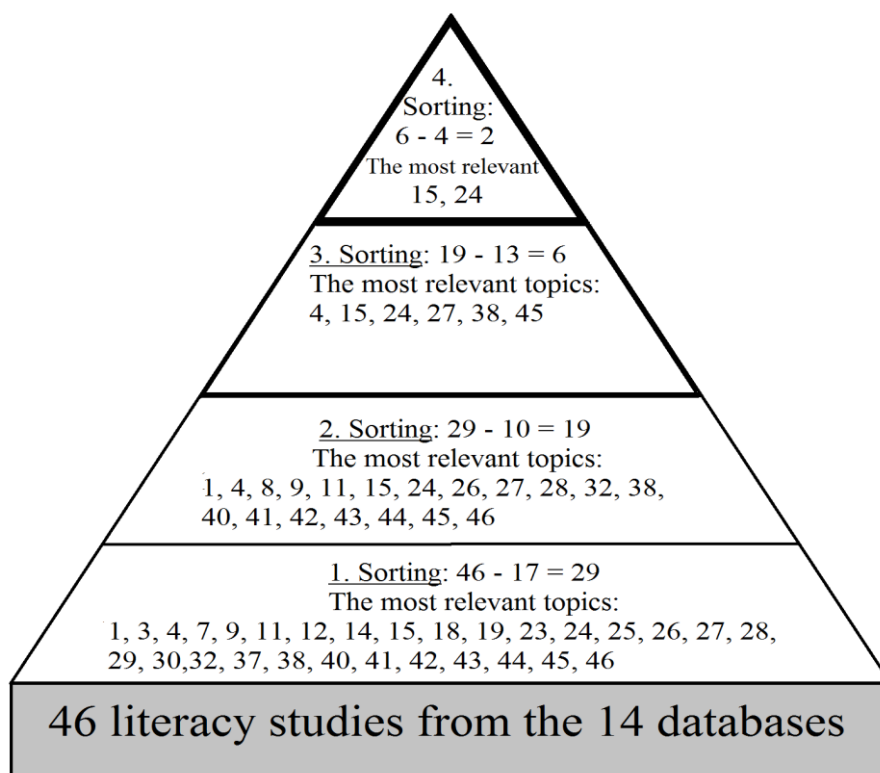 4.
Sorting:
6 - 4 = 2
The most relevant
15, 24
3. Sorting: 19 - 13 = 6
The most relevant topics:
4, 15, 24, 27, 38, 45
2. Sorting: 29 - 10 = 19
The most relevant topics:
1, 4, 8, 9, 11, 15, 24, 26, 27, 28, 32, 38,
40, 41, 42, 43, 44, 45, 46
1. Sorting: 46 - 17 = 29
The most relevant topics:
1, 3, 4, 7, 9, 11, 12, 14, 15, 18, 19, 23, 24, 25, 26, 27, 28,
29, 30,32, 37, 38, 40, 41, 42, 43, 44, 45, 46
46 literacy studies from the 14 databases